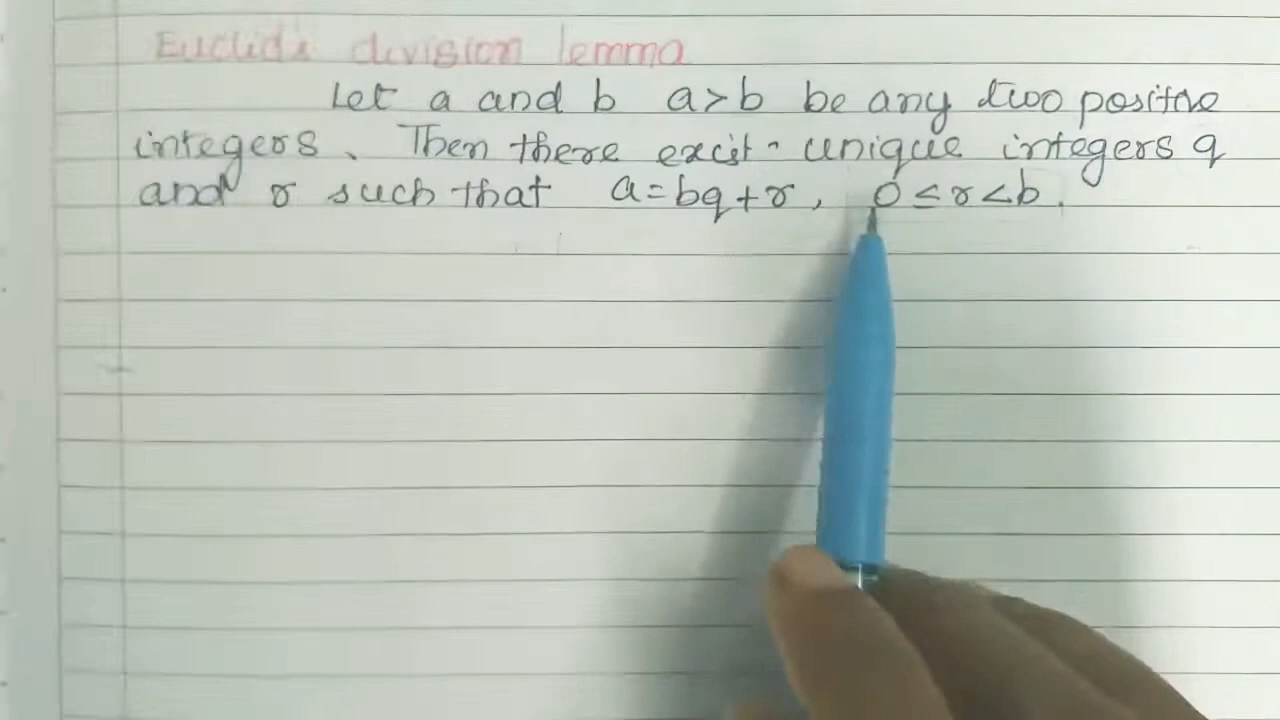 Euclid's division lemma
Let a and b a>b be any two positive
integers. Then there excist unique integers q
and r such that a=bq+r, 0≤r<b.